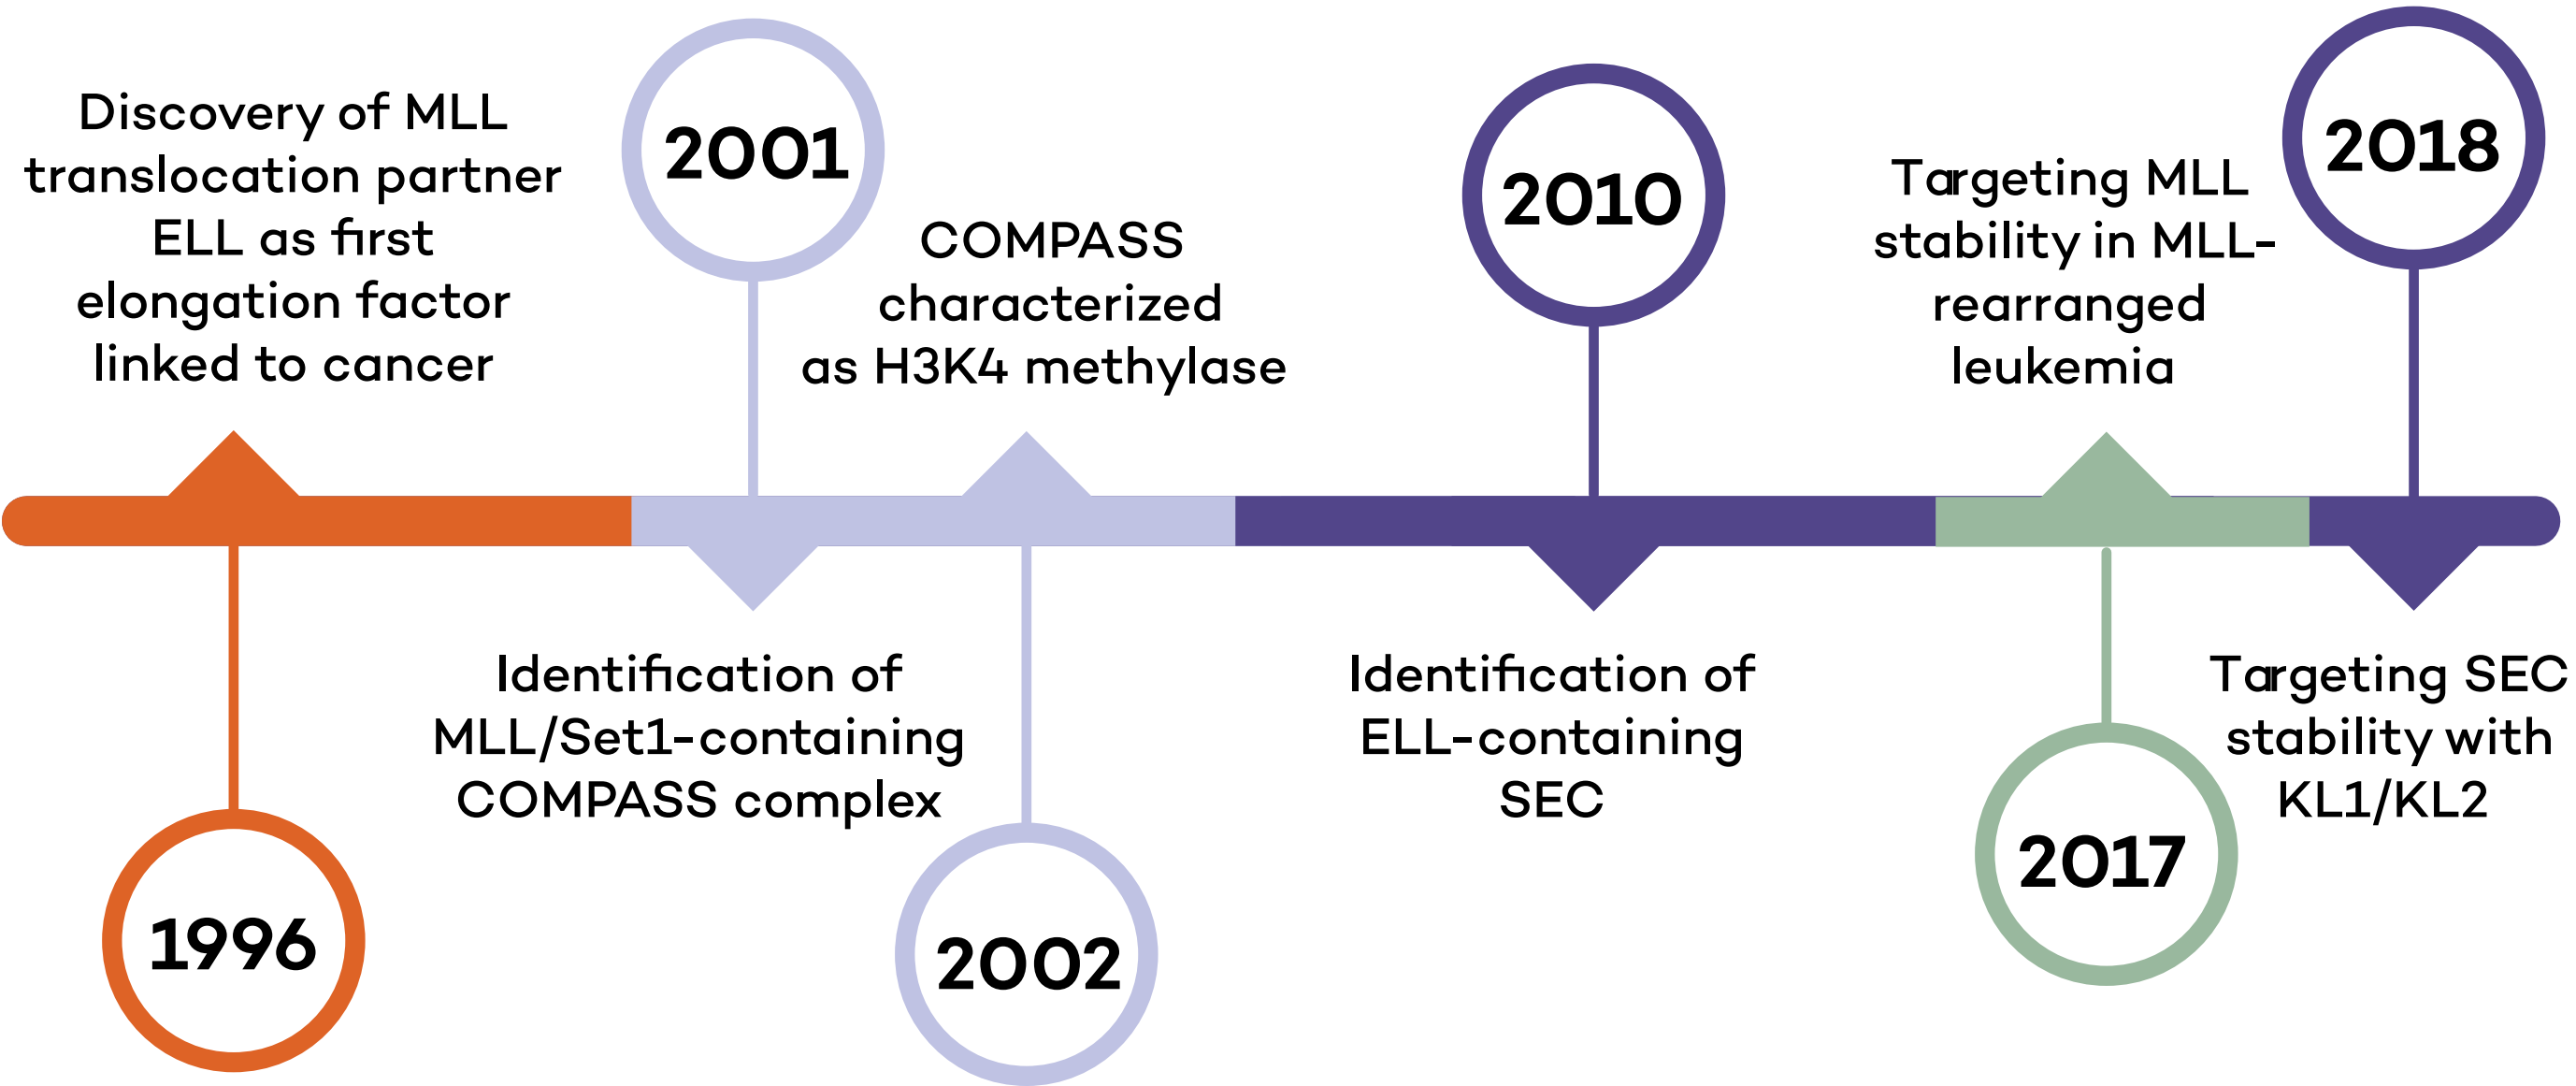 Discovery of MLL
translocation partner
ELL as first
elongation factor
linked to cancer
1996
2001
Identification of
MLL/Set1-containing
COMPASS complex
COMPASS
characterized
as H3K4 methylase
2002
2010
Identification of
ELL-containing
SEC
Targeting MLL
stability in MLL-
rearranged
leukemia
2017
2018
Targeting SEC
stability with
KL1/KL2